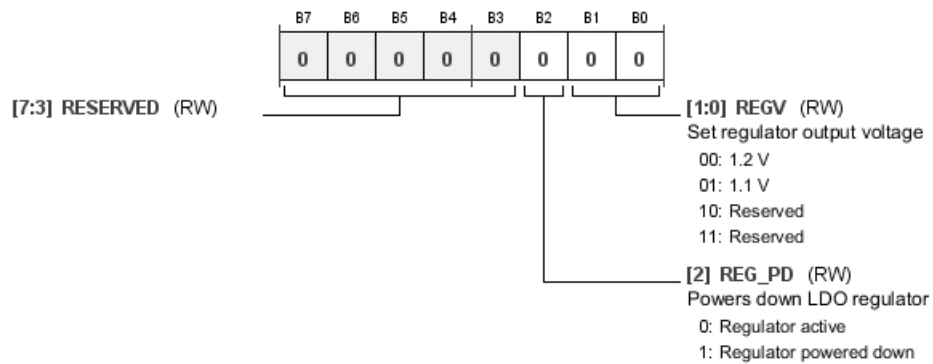 B7 B6 B5 B4 B3 B2 B1 B0
0 0 0 0 0 0 0 0
[7:3] RESERVED (RW)
[1:0] REGV (RW)
Set regulator output voltage
00: 1.2 V
01: 1.1 V
10: Reserved
11: Reserved
[2] REG_PD (RW)
Powers down LDO regulator
0: Regulator active
1: Regulator powered down